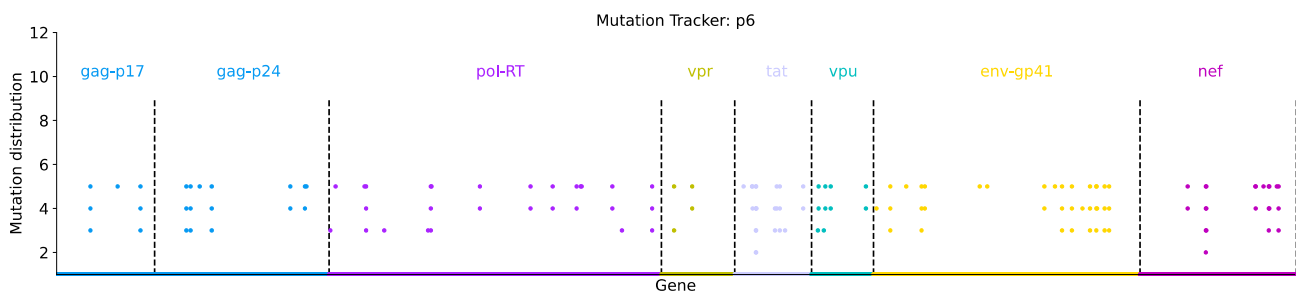 Mutation Tracker: p6
12
10
8
6
4
2
Mutation distribution
gag-p17 gag-p24 pol-RT vpr tat vpu env-gp41 nef
Gene